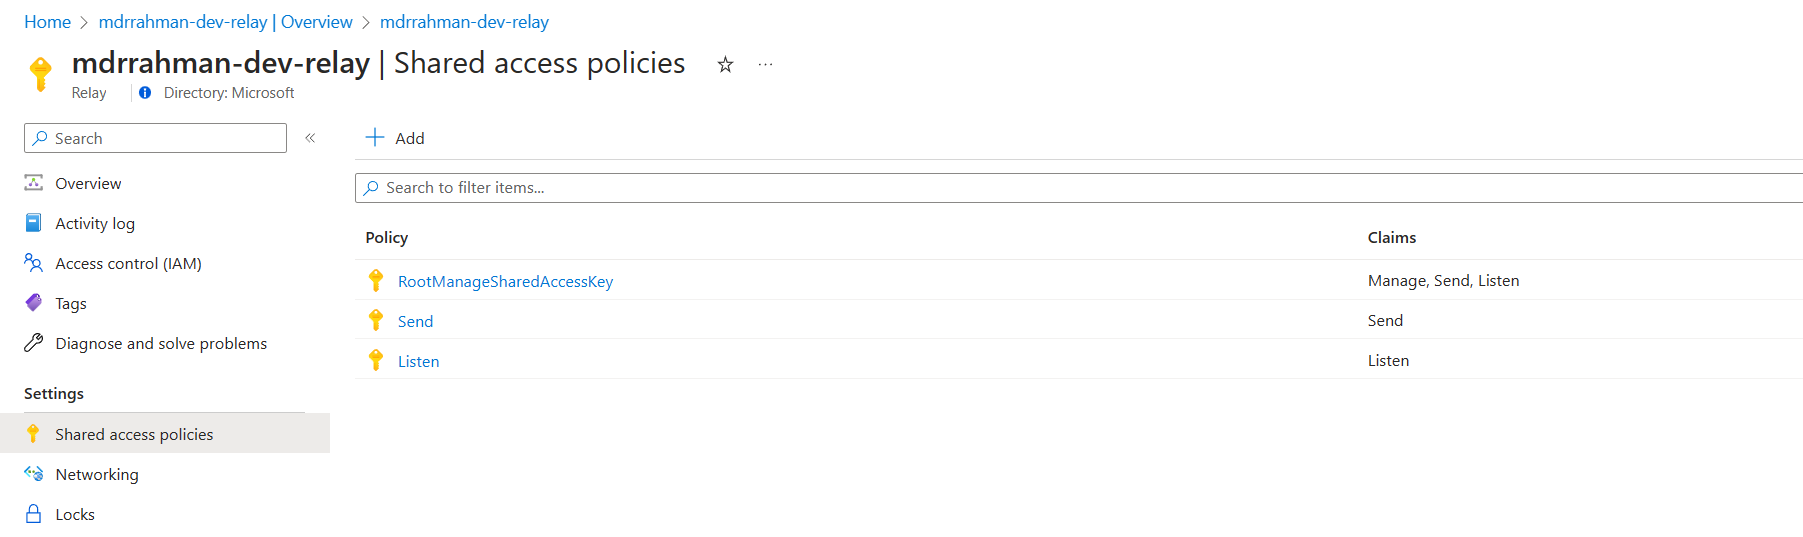 Home > mdrrahman-dev-relay | Overview > mdrrahman-dev-relay
mdrrahman-dev-relay | Shared access policies ☆ ...
Relay
Directory: Microsoft
Search «
+ Add
Search to filter items...
Overview
Activity log
Access control (IAM)
Tags
Diagnose and solve problems
Settings
Shared access policies
Networking
Locks
Policy Claims
RootManageSharedAccessKey Manage, Send, Listen
Send Send
Listen Listen